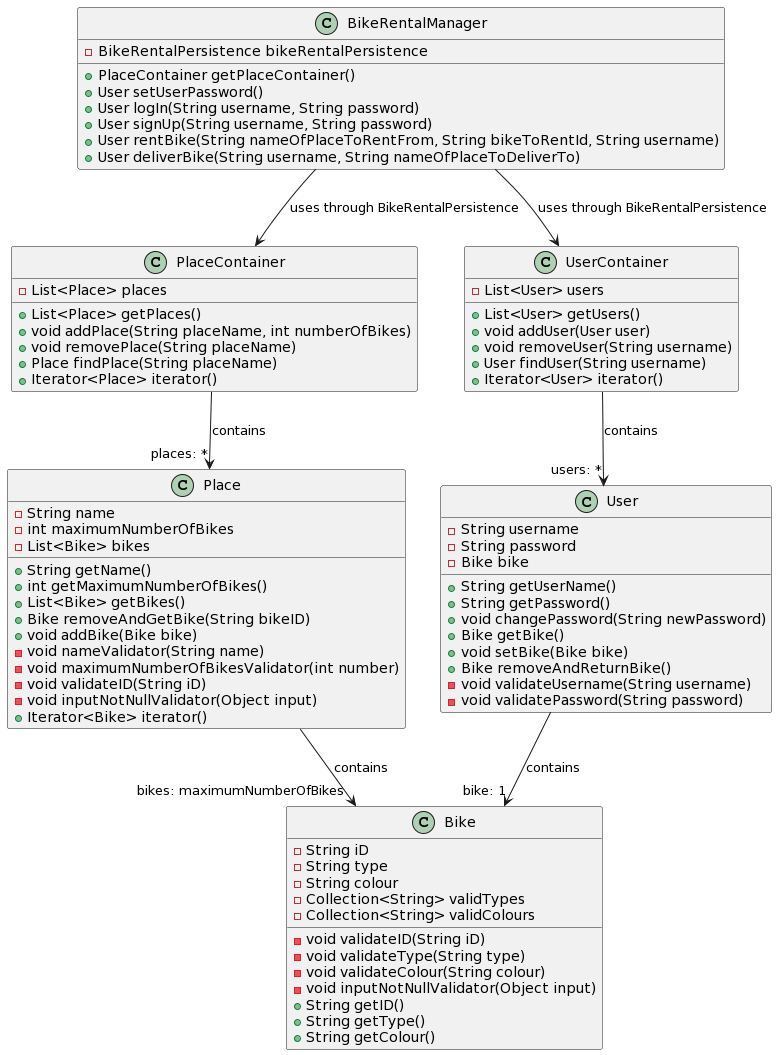 C BikeRentalManager
BikeRentalPersistence bikeRentalPersistence
PlaceContainer getPlaceContainer()
User setUserPassword()
User logIn(String username, String password)
User signUp(String username, String password)
User rentBike(String nameOfPlaceToRentFrom, String bikeToRentId, String username)
User deliverBike(String username, String nameOfPlaceToDeliverTo)
uses through BikeRentalPersistence
uses through BikeRentalPersistence
C PlaceContainer
List<Place> places
List<Place> getPlaces()
void addPlace(String placeName, int numberOfBikes)
void removePlace(String placeName)
Place findPlace(String placeName)
Iterator<Place> iterator()
C UserContainer
List<User> users
List<User> getUsers()
void addUser(User user)
void removeUser(String username)
User findUser(String username)
Iterator<User> iterator()
contains
places: *
contains
users: *
C Place
String name
int maximumNumberOfBikes
List<Bike> bikes
String getName()
int getMaximumNumberOfBikes()
List<Bike> getBikes()
Bike removeAndGetBike(String bikeID)
void addBike(Bike bike)
void nameValidator(String name)
void maximumNumberOfBikesValidator(int number)
void validateID(String iD)
void inputNotNullValidator(Object input)
Iterator<Bike> iterator()
C User
String username
String password
Bike bike
String getUserName()
String getPassword()
void changePassword(String newPassword)
Bike getBike()
void setBike(Bike bike)
Bike removeAndReturnBike()
void validateUsername(String username)
void validatePassword(String password)
contains
bikes: maximumNumberOfBikes
contains
bike: 1
C Bike
String iD
String type
String colour
Collection<String> validTypes
Collection<String> validColours
void validateID(String iD)
void validateType(String type)
void validateColour(String colour)
void inputNotNullValidator(Object input)
String getID()
String getType()
String getColour()